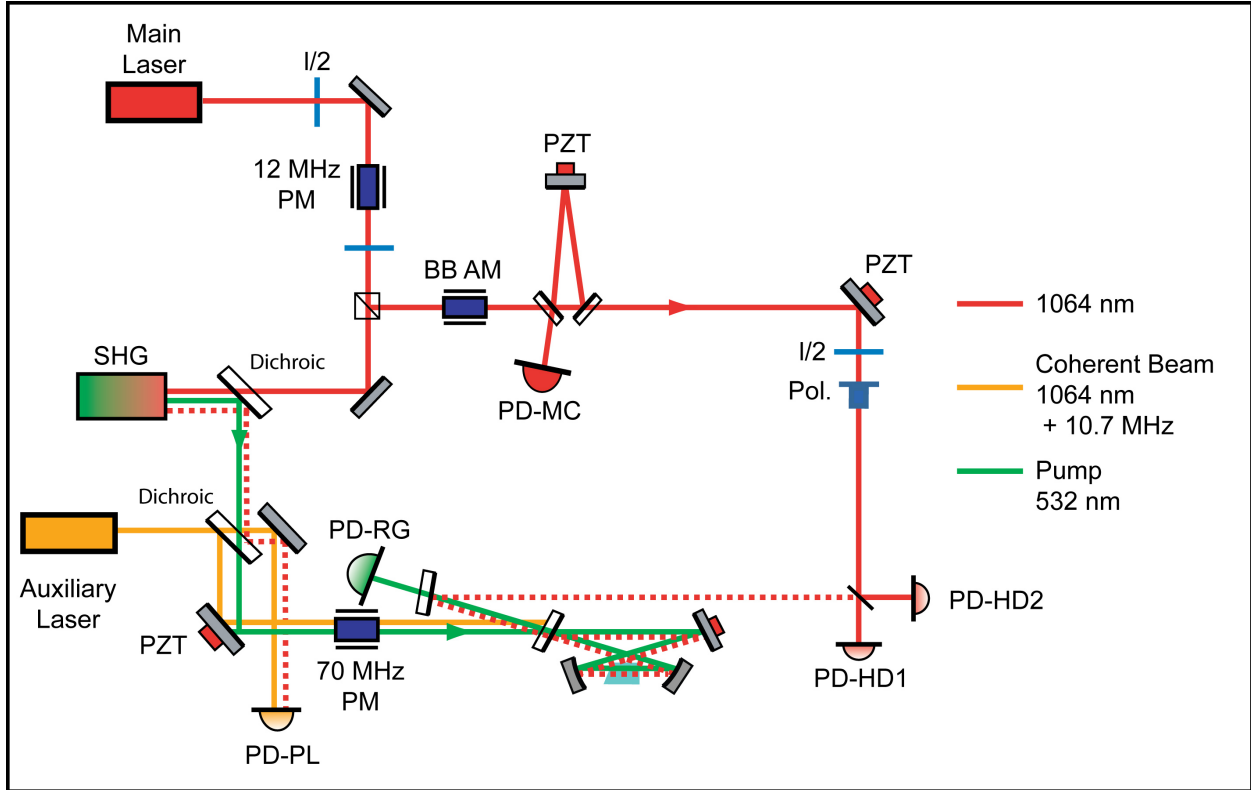 Main
Laser
l/2
12 MHz
PM
PZT
BB AM
PZT
1064 nm
SHG
Dichroic
PD-MC
l/2
Pol.
Coherent Beam
1064 nm
+ 10.7 MHz
Pump
532 nm
Dichroic
PD-RG
Auxiliary
Laser
PZT
70 MHz
PM
PD-PL
PD-HD2
PD-HD1